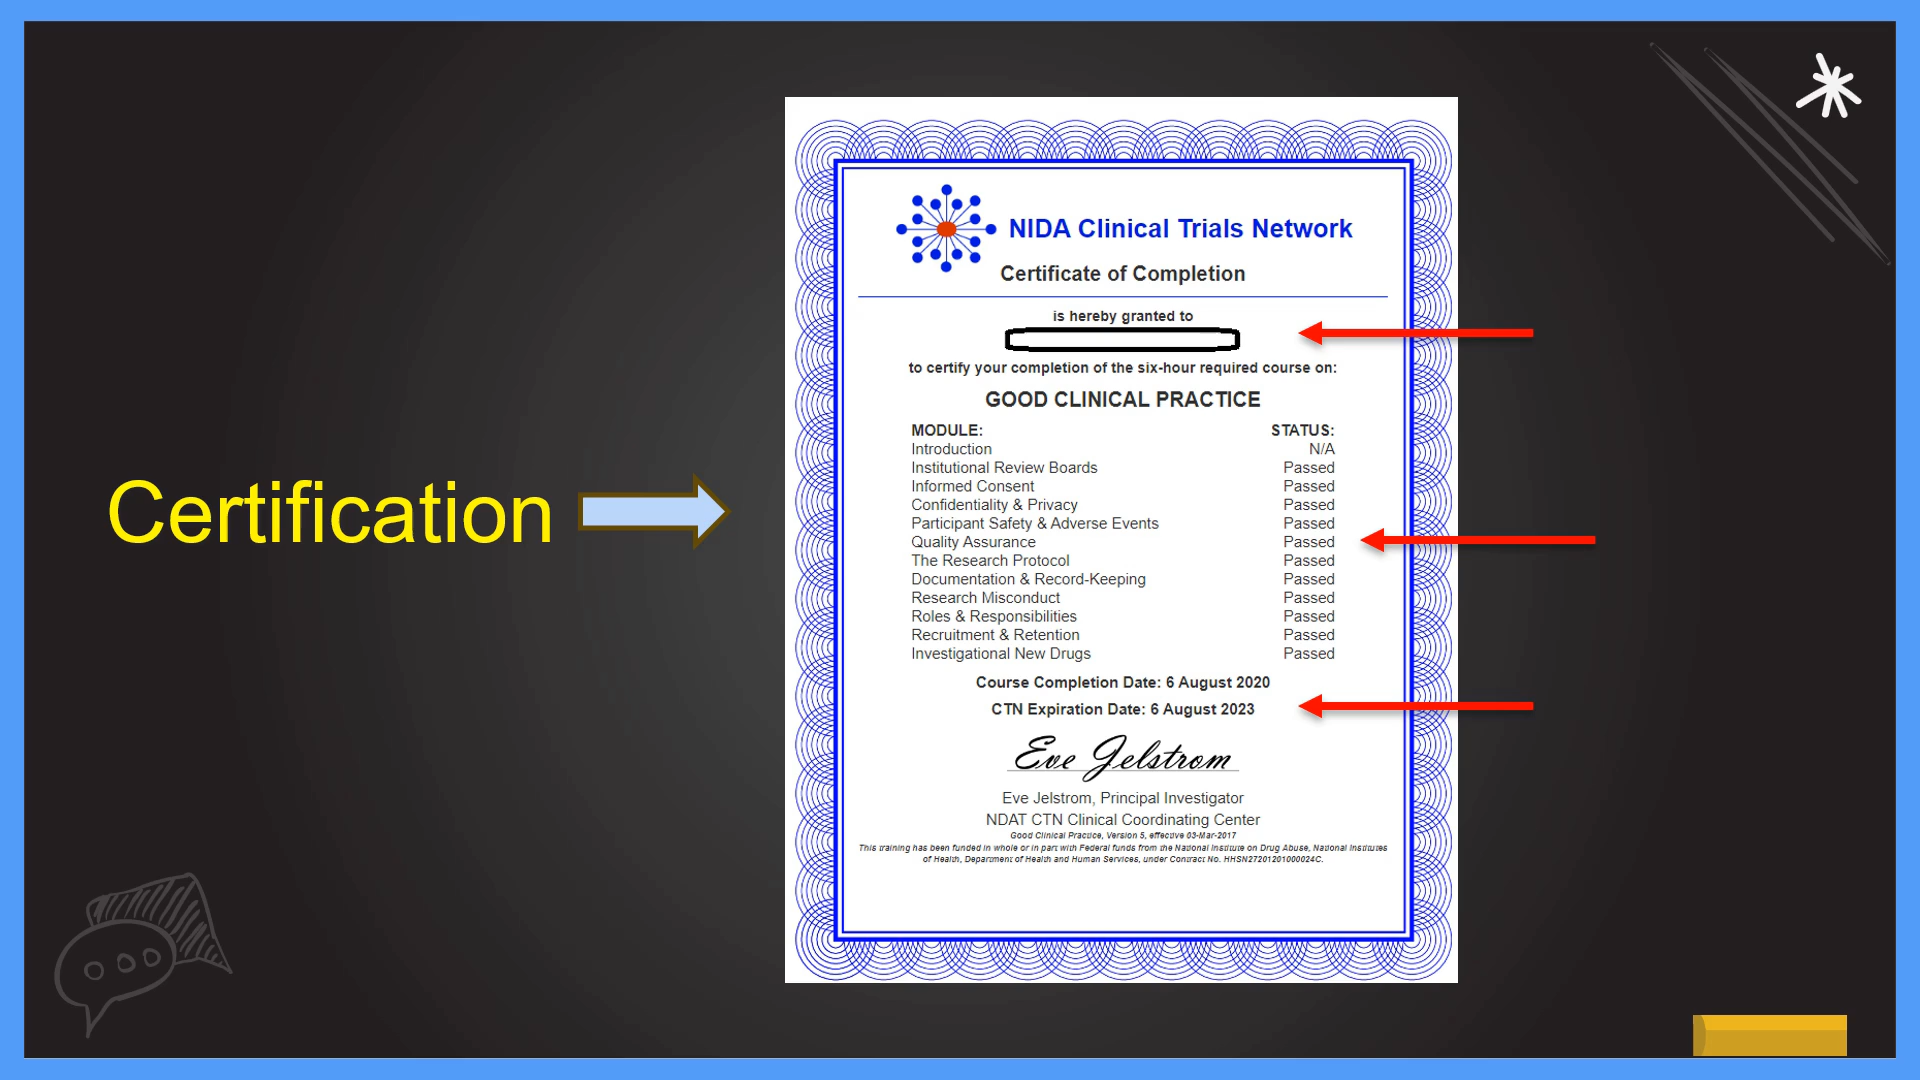 Certification
NIDA Clinical Trials Network
Certificate of Completion
is hereby granted to
to certify your completion of the six-hour required course on:
GOOD CLINICAL PRACTICE
MODULE: STATUS:
Introduction N/A
Institutional Review Boards Passed
Informed Consent Passed
Confidentiality & Privacy Passed
Participant Safety & Adverse Events Passed
Quality Assurance Passed
The Research Protocol Passed
Documentation & Record-Keeping Passed
Research Misconduct Passed
Roles & Responsibilities Passed
Recruitment & Retention Passed
Investigational New Drugs Passed
Course Completion Date: 6 August 2020
CTN Expiration Date: 6 August 2023
Eve Jelstrom
Eve Jelstrom, Principal Investigator
NDAT CTN Clinical Coordinating Center
Good Clinical Practice, Version 5, effective 03-Mar-2017
This training has been funded in whole or in part with Federal funds from the National Institute on Drug Abuse, National Institutes
of Health, Department of Health and Human Services, under Contract No. HHSN27201201000024C.